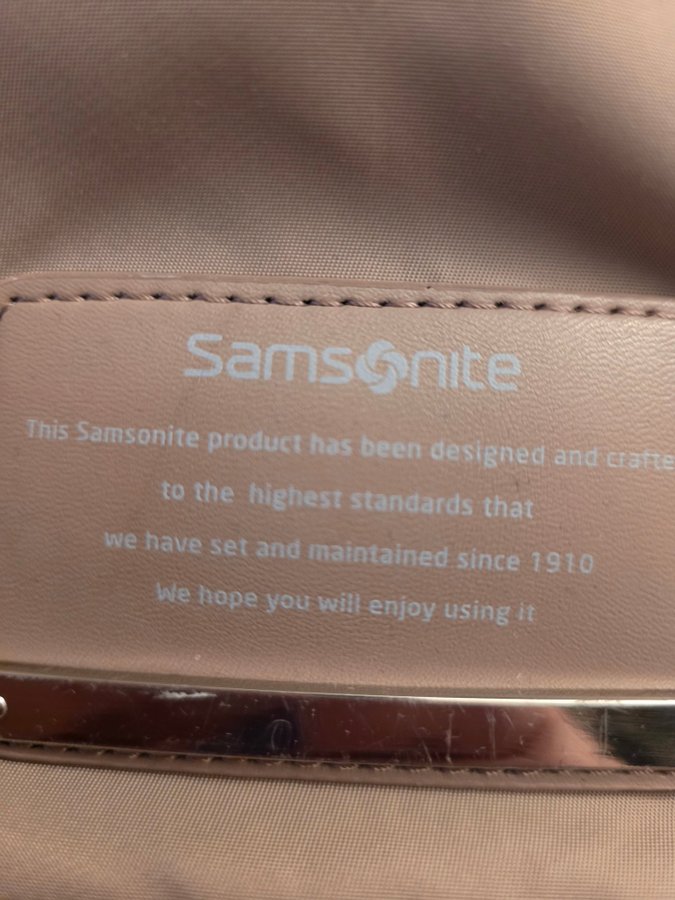 Samsonite
This Samsonite product has been designed and crafte
to the highest standards that
we have set and maintained since 1910
We hope you will enjoy using it